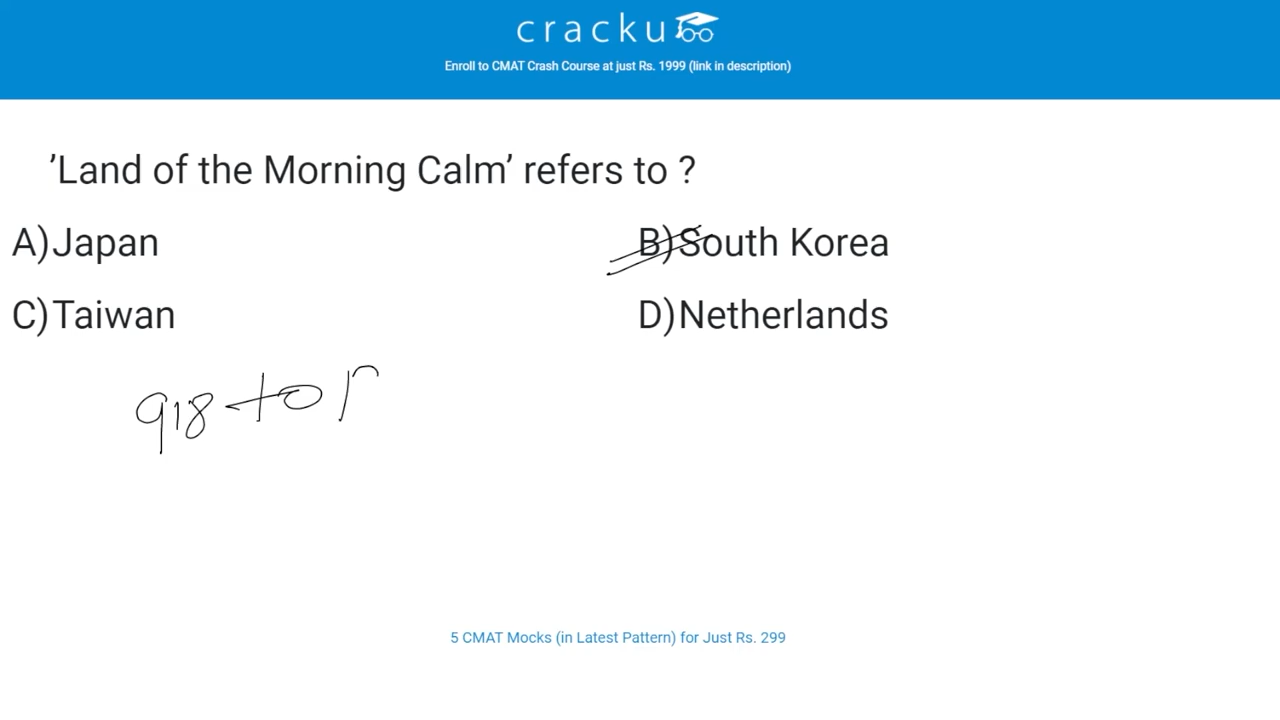 cracku
Enroll to CMAT Crash Course at just Rs. 1999 (link in description)
’Land of the Morning Calm’ refers to ?
A)Japan
B)South Korea
C)Taiwan
D)Netherlands
918 to
5 CMAT Mocks (in Latest Pattern) for Just Rs. 299